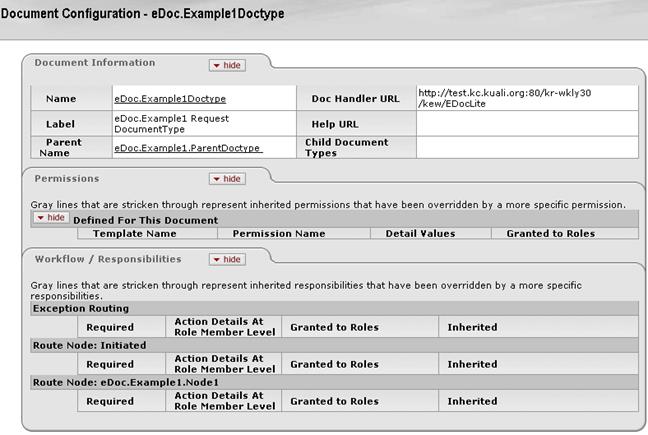 Document Configuration - eDoc.Example1Doctype
Document Information hide
Name eDoc.Example1Doctype Doc Handler URL http://test.kc.kuali.org:80/kr-wkly30
/kew/EDocLite
Label eDoc.Example1 Request
DocumentType Help URL
Parent
Name eDoc.Example1.ParentDoctype Child Document
Types
Permissions hide
Gray lines that are stricken through represent inherited permissions that have been overridden by a more specific permission.
hide Defined For This Document
Template Name Permission Name Detail Values Granted to Roles
Workflow / Responsibilities hide
Gray lines that are stricken through represent inherited responsibilities that have been overridden by a more specific
responsibilities.
Exception Routing
Required Action Details At
Role Member Level Granted to Roles Inherited
Route Node: Initiated
Required Action Details At
Role Member Level Granted to Roles Inherited
Route Node: eDoc.Example1.Node1
Required Action Details At
Role Member Level Granted to Roles Inherited